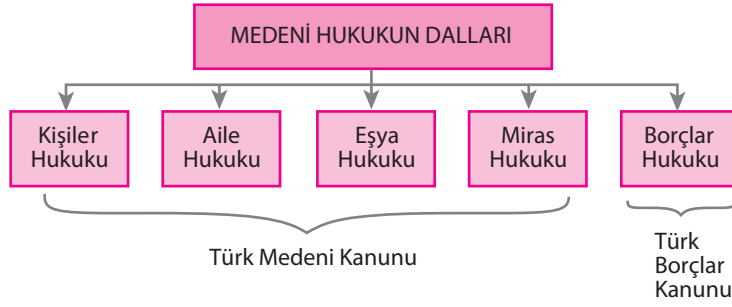 MEDENİ HUKUKUN DALLARI
Kişiler
Hukuku
Aile
Hukuku
Eşya
Hukuku
Miras
Hukuku
Borçlar
Hukuku
Türk Medeni Kanunu
Türk
Borçlar
Kanunu